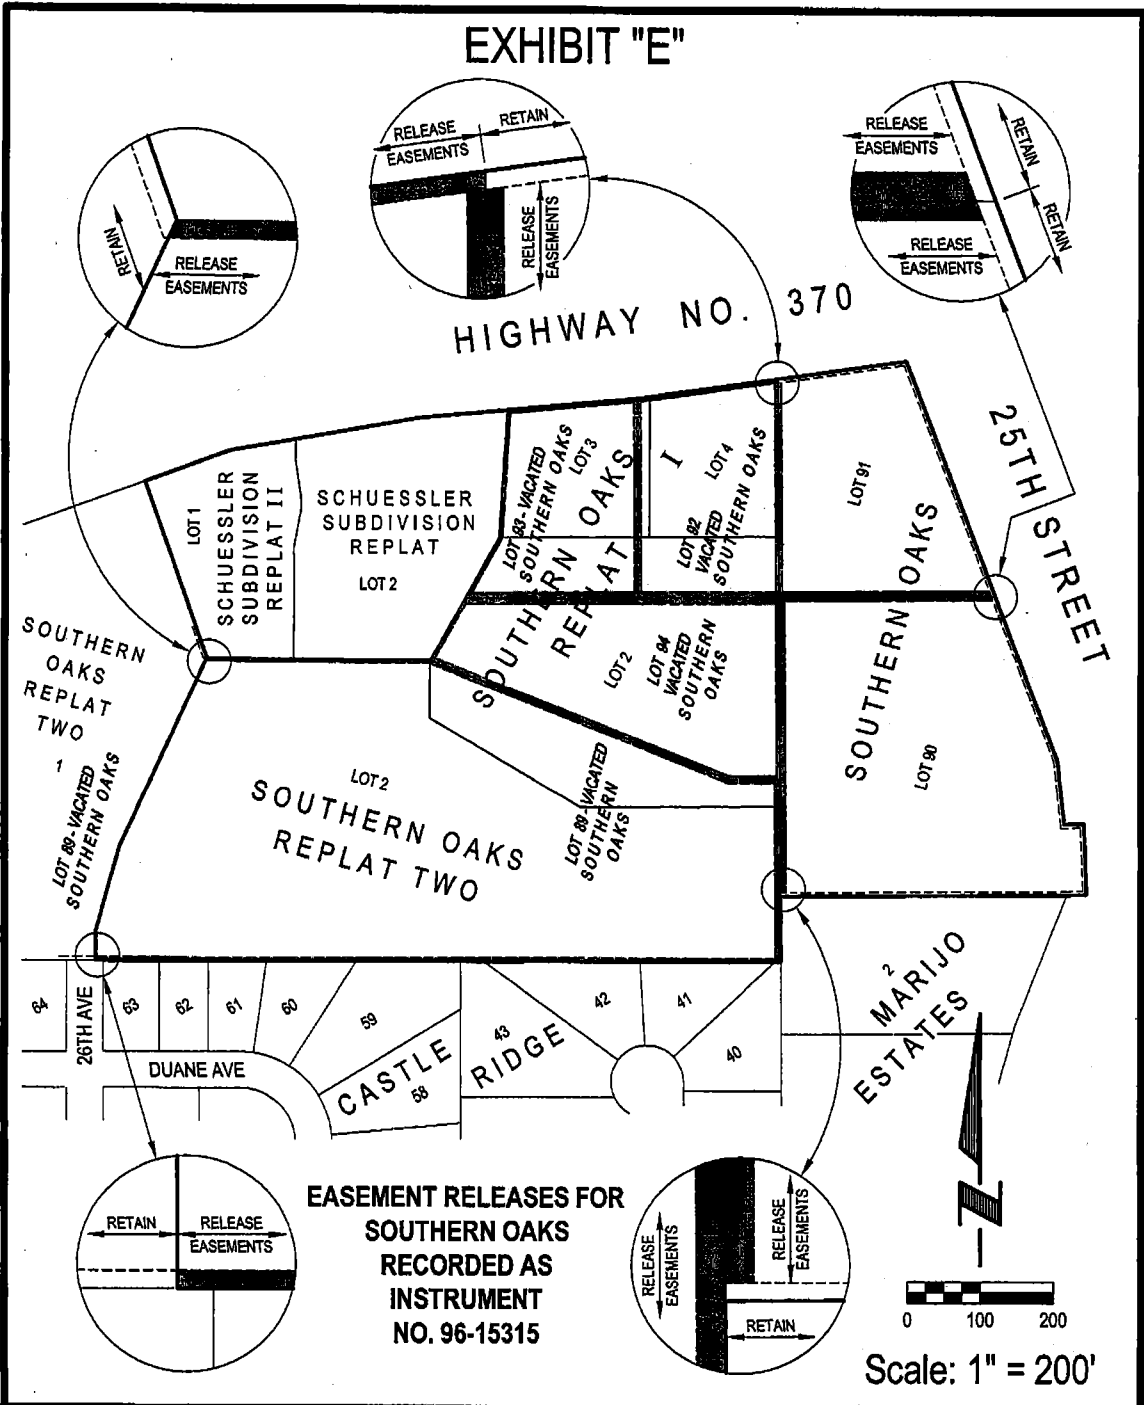 EXHIBIT "E"
RELEASE
EASEMENTS
RETAIN
RELEASE
EASEMENTS
RELEASE
EASEMENTS
RETAIN
RETAIN
RELEASE
EASEMENTS
RETAIN
RELEASE
EASEMENTS
HIGHWAY NO. 370
25TH STREET
LOT 1
SCHUESSLER
SUBDIVISION
REPLAT II
SCHUESSLER
SUBDIVISION
REPLAT
LOT 2
LOT 93 - VACATED
SOUTHERN OAKS
LOT 3
SOUTHERN OAKS
REPLAT I
LOT 4
LOT 92
VACATED
SOUTHERN OAKS
LOT 91
SOUTHERN OAKS
LOT 90
LOT 2
LOT 94
VACATED
SOUTHERN
OAKS
SOUTHERN
OAKS
REPLAT
TWO
1
LOT 89 - VACATED
SOUTHERN OAKS
LOT 2
SOUTHERN OAKS
REPLAT TWO
LOT 89 - VACATED
SOUTHERN
OAKS
2
MARIJO
ESTATES
64
26TH AVE
63
62
61
60
59
58
43
42
41
40
DUANE AVE
CASTLE RIDGE
RETAIN
RELEASE
EASEMENTS
EASEMENT RELEASES FOR
SOUTHERN OAKS
RECORDED AS
INSTRUMENT
NO. 96-15315
RELEASE
EASEMENTS
RELEASE
EASEMENTS
RETAIN
N
0 100 200
Scale: 1" = 200'